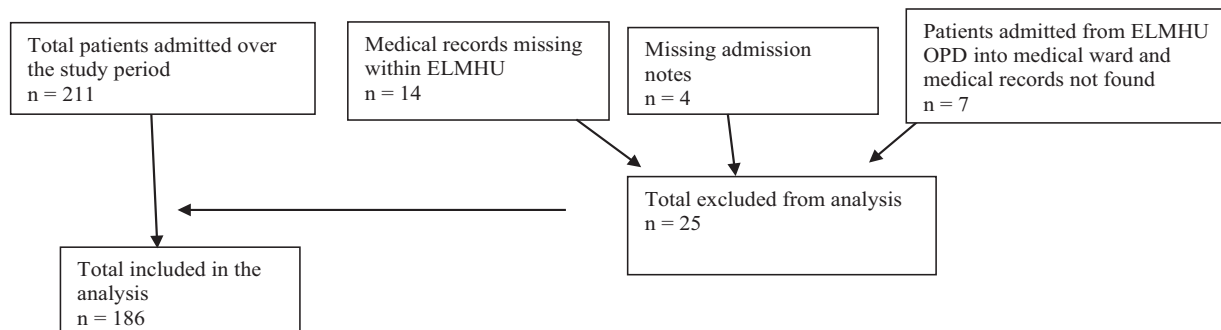 Total patients admitted over
the study period
n = 211
Medical records missing
within ELMHU
n = 14
Missing admission
notes
n = 4
Patients admitted from ELMHU
OPD into medical ward and
medical records not found
n = 7
Total excluded from analysis
n = 25
Total included in the
analysis
n = 186